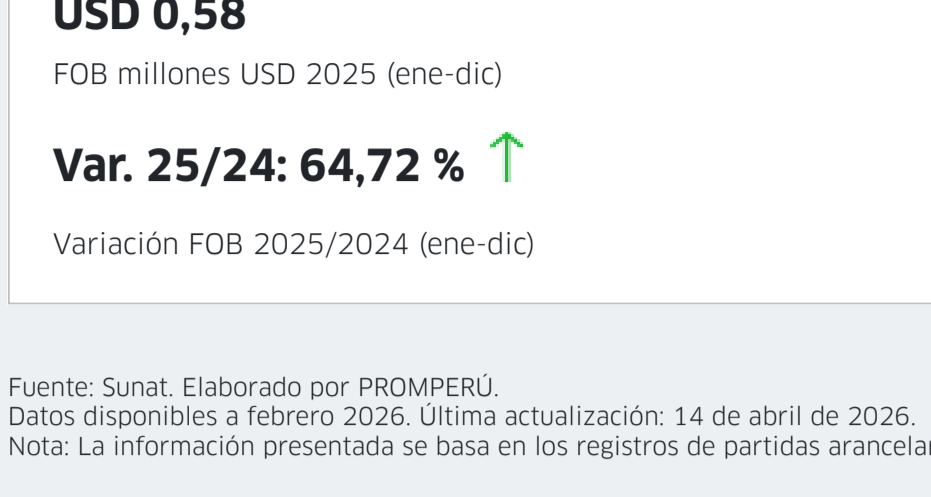 USD 0,58
FOB millones USD 2025 (ene-dic)
Var. 25/24: 64,72 %
Variación FOB 2025/2024 (ene-dic)
Fuente: Sunat. Elaborado por PROMPERÚ.
Datos disponibles a febrero 2026. Última actualización: 14 de abril de 2026.
Nota: La información presentada se basa en los registros de partidas